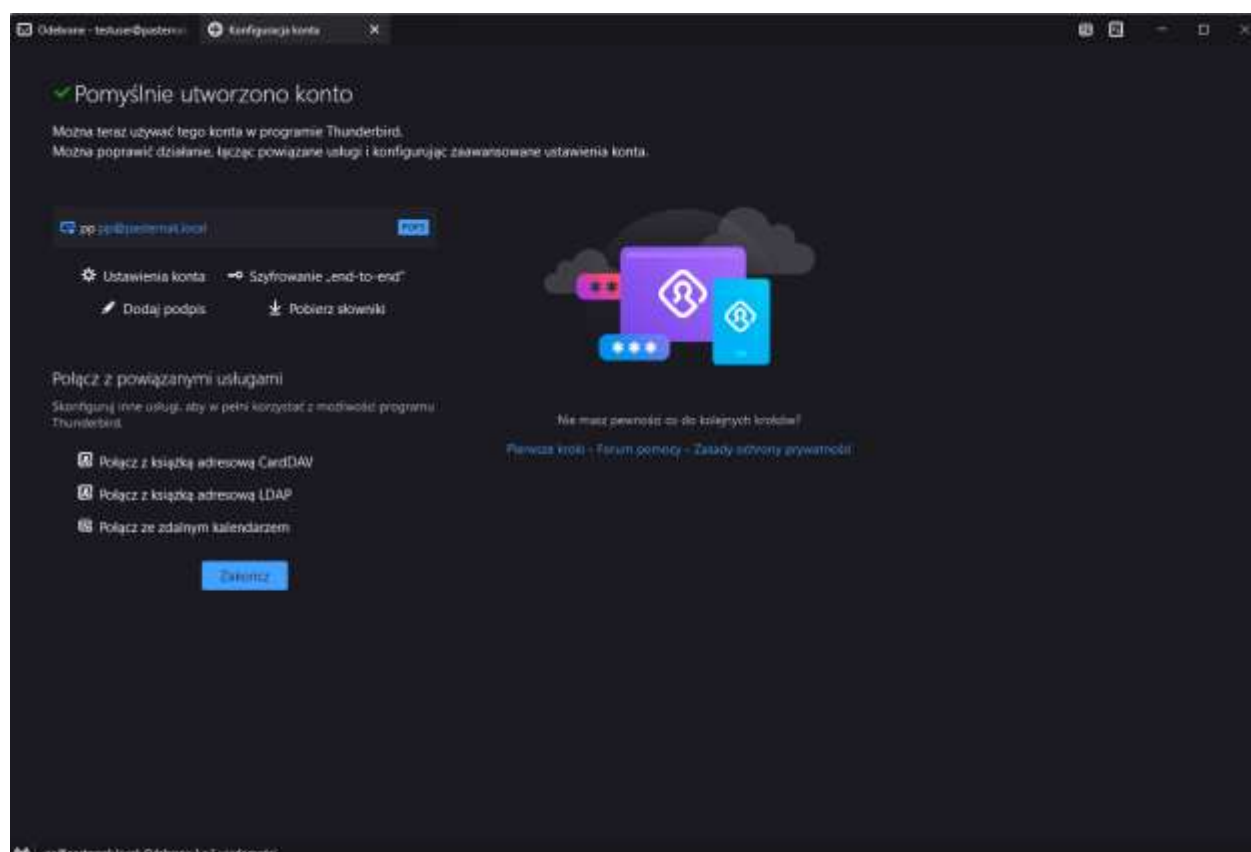 Odebrane - testuser@pastern
Konfiguracja konta
Pomyślnie utworzono konto
Można teraz używać tego konta w programie Thunderbird.
Można poprawić działanie, łącząc powiązane usługi i konfigurując zaawansowane ustawienia konta.
pp pp@pasternak.local POP3
Ustawienia konta Szyfrowanie „end-to-end”
Dodaj podpis Pobierz słowniki
Połącz z powiązanymi usługami
Skonfiguruj inne usługi, aby w pełni korzystać z możliwości programu
Thunderbird.
Nie masz pewności co do kolejnych kroków?
Pierwsze kroki - Forum pomocy - Zasady ochrony prywatności
Połącz z książką adresową CardDAV
Połącz z książką adresową LDAP
Połącz ze zdalnym kalendarzem
Zakończ